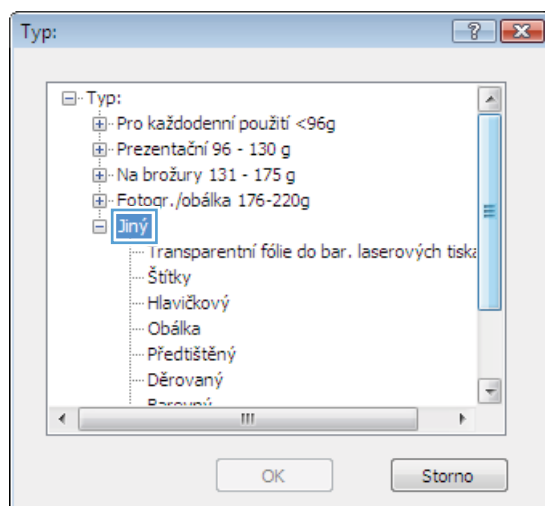 Typ:
Typ:
Pro každodenní použití <96g
Prezentační 96 - 130 g
Na brožury 131 - 175 g
Fotogr./obálka 176-220g
Jiný
Transparentní fólie do bar. laserových tiska
Štítky
Hlavičkový
Obálka
Předtištěný
Děrovaný
Barevný
OK Storno